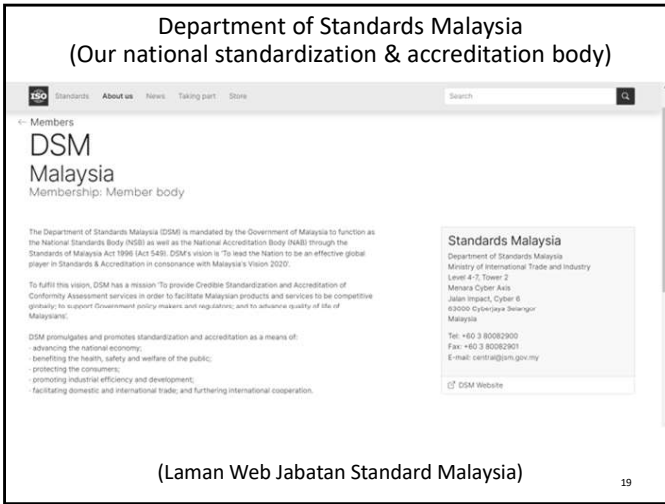 Department of Standards Malaysia
(Our national standardization & accreditation body)
ISO Standards About us News Taking part Store Search
← Members
DSM
Malaysia
Membership: Member body
The Department of Standards Malaysia (DSM) is mandated by the Government of Malaysia to function as
the National Standards Body (NSB) as well as the National Accreditation Body (NAB) through the
Standards of Malaysia Act 1996 (Act 549). DSM's vision is 'To lead the Nation to be an effective global
player in Standards & Accreditation in consonance with Malaysia's Vision 2020'.
To fulfill this vision, DSM has a mission 'To provide Credible Standardization and Accreditation of
Conformity Assessment services in order to facilitate Malaysian products and services to be competitive
globally; to support Government policy makers and regulators; and to advance quality of life of
Malaysians'.
DSM promulgates and promotes standardization and accreditation as a means of:
- advancing the national economy;
- benefiting the health, safety and welfare of the public;
- protecting the consumers;
- promoting industrial efficiency and development;
- facilitating domestic and international trade; and furthering international cooperation.
Standards Malaysia
Department of Standards Malaysia
Ministry of International Trade and Industry
Level 4-7, Tower 2
Menara Cyber Axis
Jalan Impact, Cyber 6
63000 Cyberjaya Selangor
Malaysia
Tel: +60 3 80082900
Fax: +60 3 80082901
E-mail: central@jsm.gov.my
DSM Website
(Laman Web Jabatan Standard Malaysia)
19